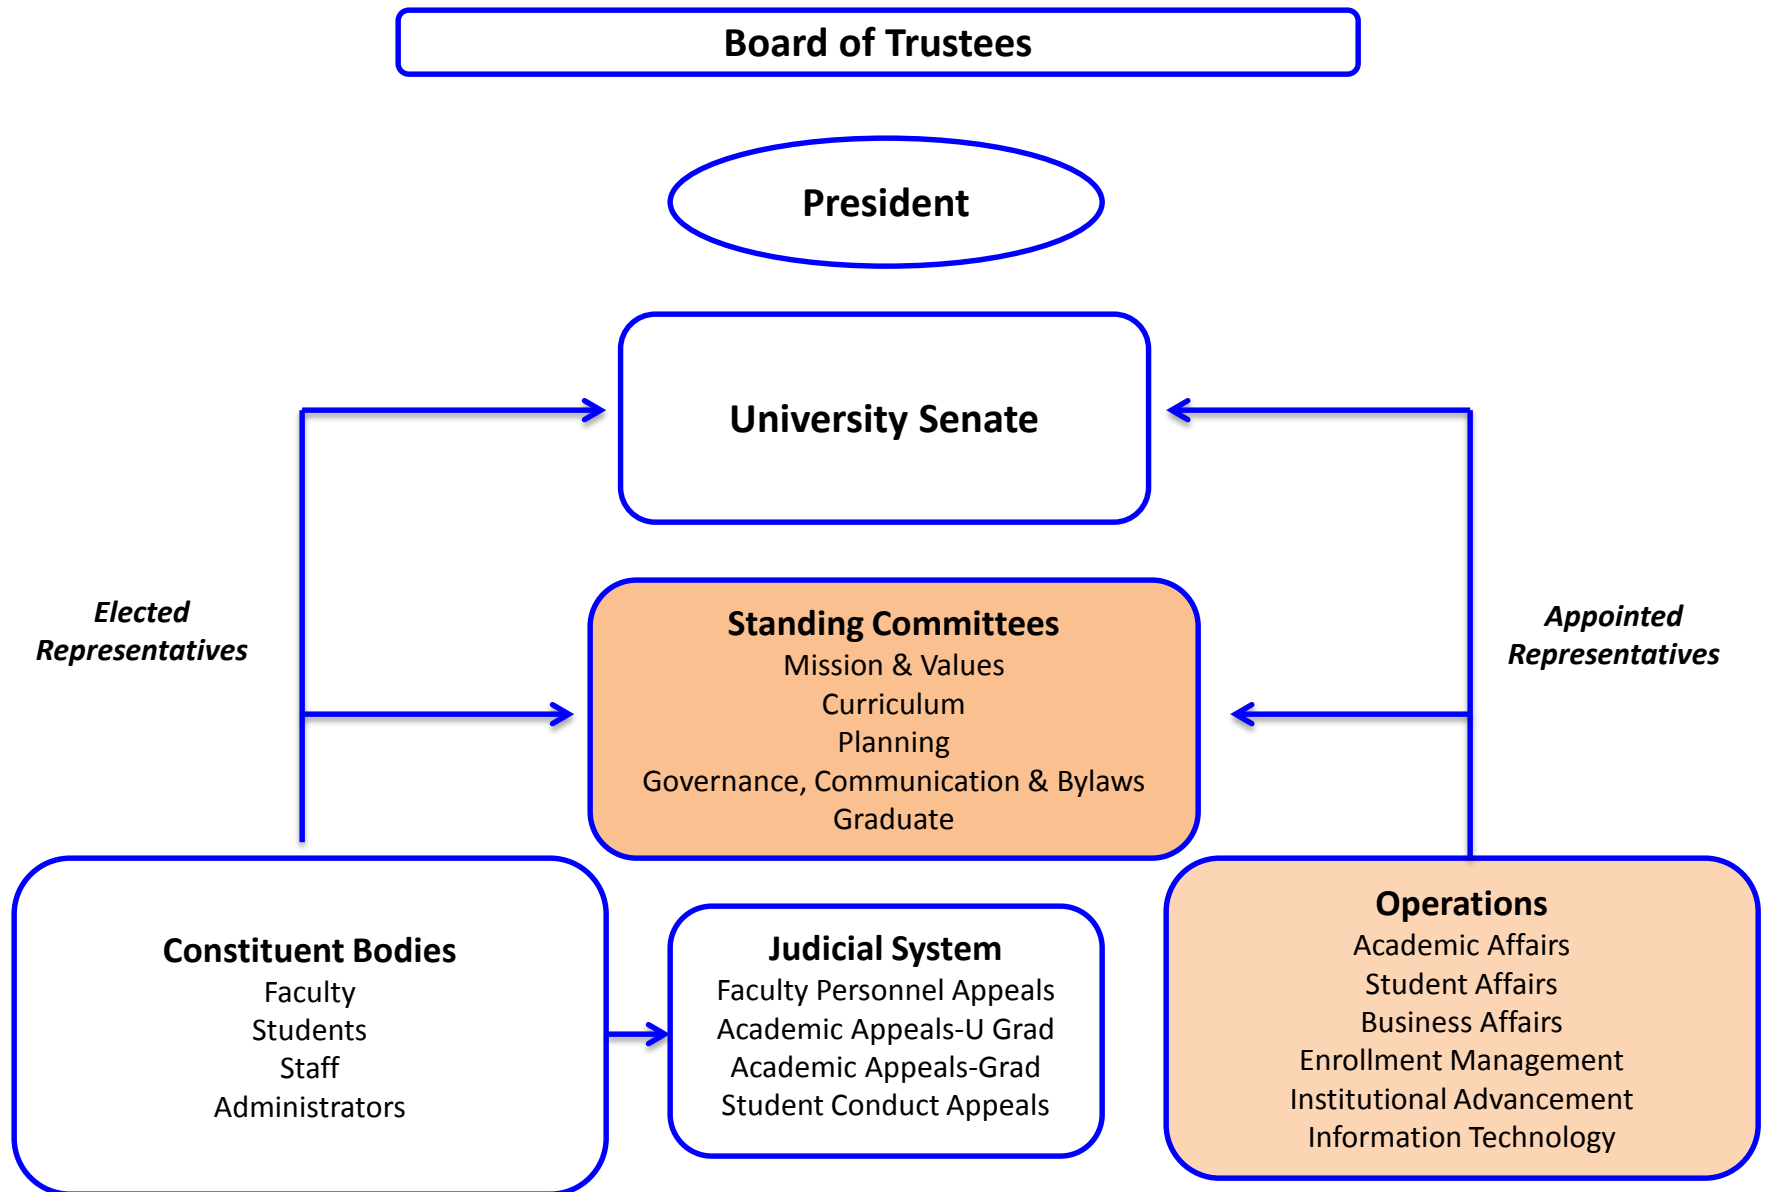 Board of Trustees
President
University Senate
Elected
Representatives
Standing Committees
Mission & Values
Curriculum
Planning
Governance, Communication & Bylaws
Graduate
Appointed
Representatives
Constituent Bodies
Faculty
Students
Staff
Administrators
Judicial System
Faculty Personnel Appeals
Academic Appeals-U Grad
Academic Appeals-Grad
Student Conduct Appeals
Operations
Academic Affairs
Student Affairs
Business Affairs
Enrollment Management
Institutional Advancement
Information Technology